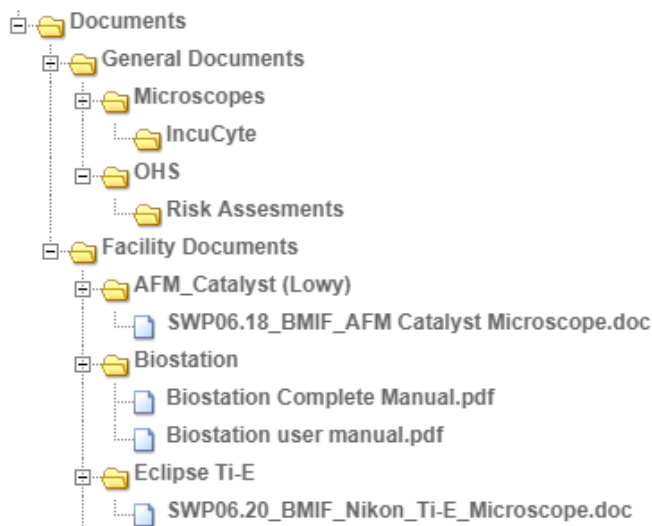 Documents
General Documents
Microscopes
IncuCyte
OHS
Risk Assesments
Facility Documents
AFM_Catalyst (Lowy)
SWP06.18_BMIF_AFM Catalyst Microscope.doc
Biostation
Biostation Complete Manual.pdf
Biostation user manual.pdf
Eclipse Ti-E
SWP06.20_BMIF_Nikon_Ti-E_Microscope.doc